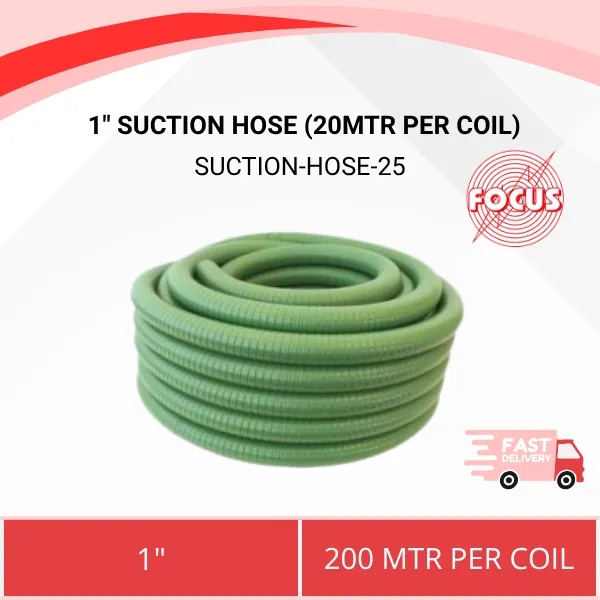 1" SUCTION HOSE (20MTR PER COIL)
SUCTION-HOSE-25
FOCUS
FAST
DELIVERY
1"
200 MTR PER COIL